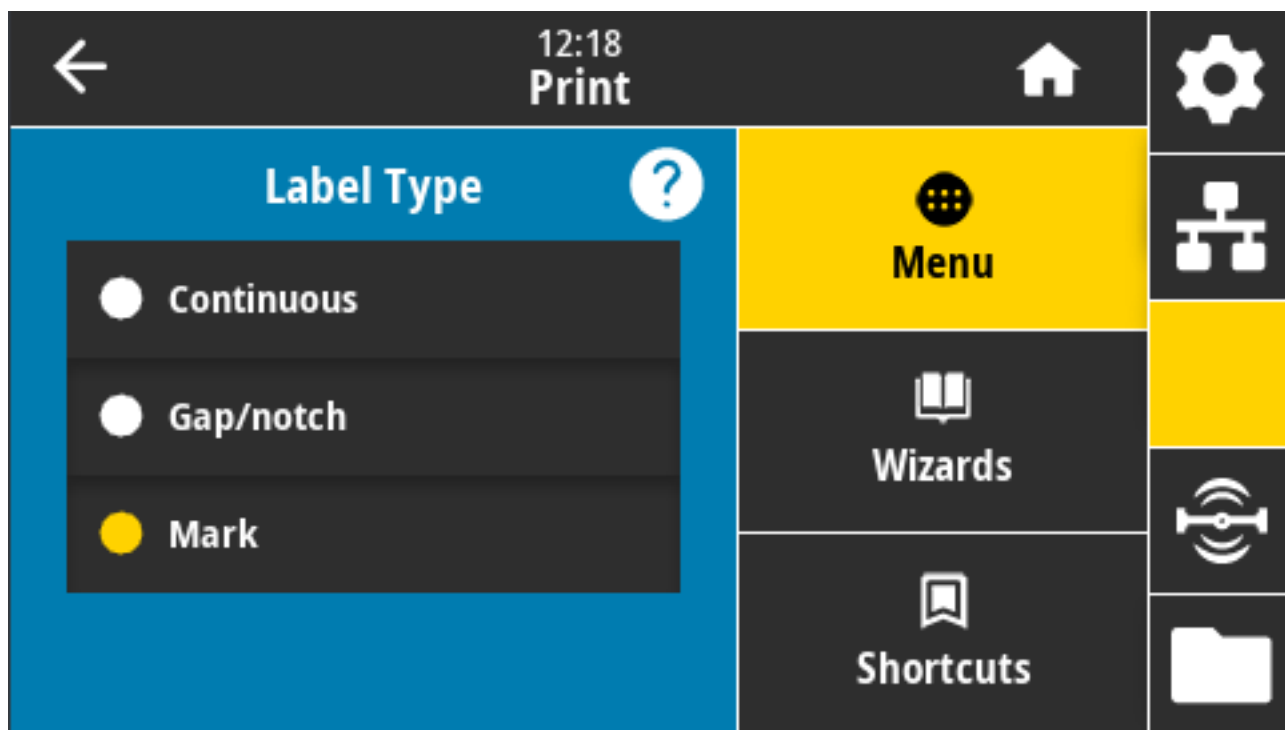 12:18
Print
Label Type
?
Continuous
Gap/notch
Mark
Menu
Wizards
Shortcuts